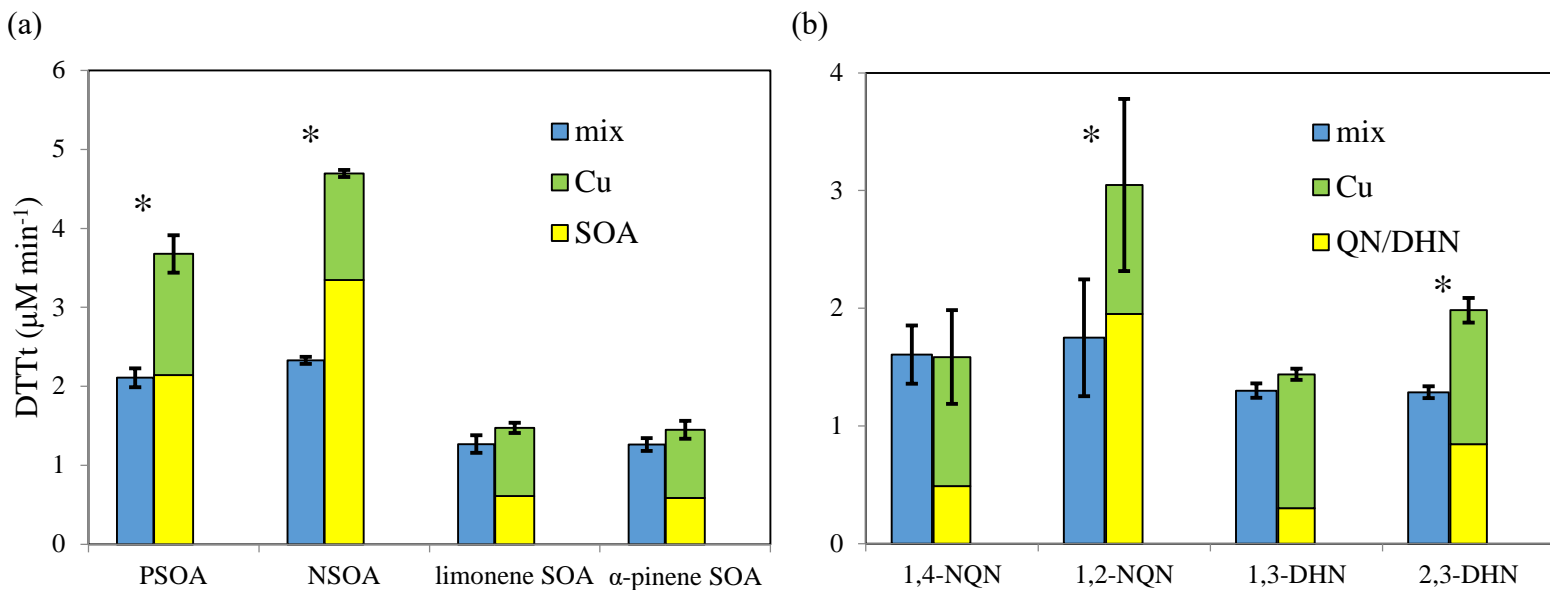 (a)
DTTt (µM min⁻¹)
6
5
4
3
2
1
0
*
*
mix
Cu
SOA
PSOA NSOA limonene SOA α-pinene SOA
(b)
4
3
2
1
0
*
*
mix
Cu
QN/DHN
1,4-NQN 1,2-NQN 1,3-DHN 2,3-DHN